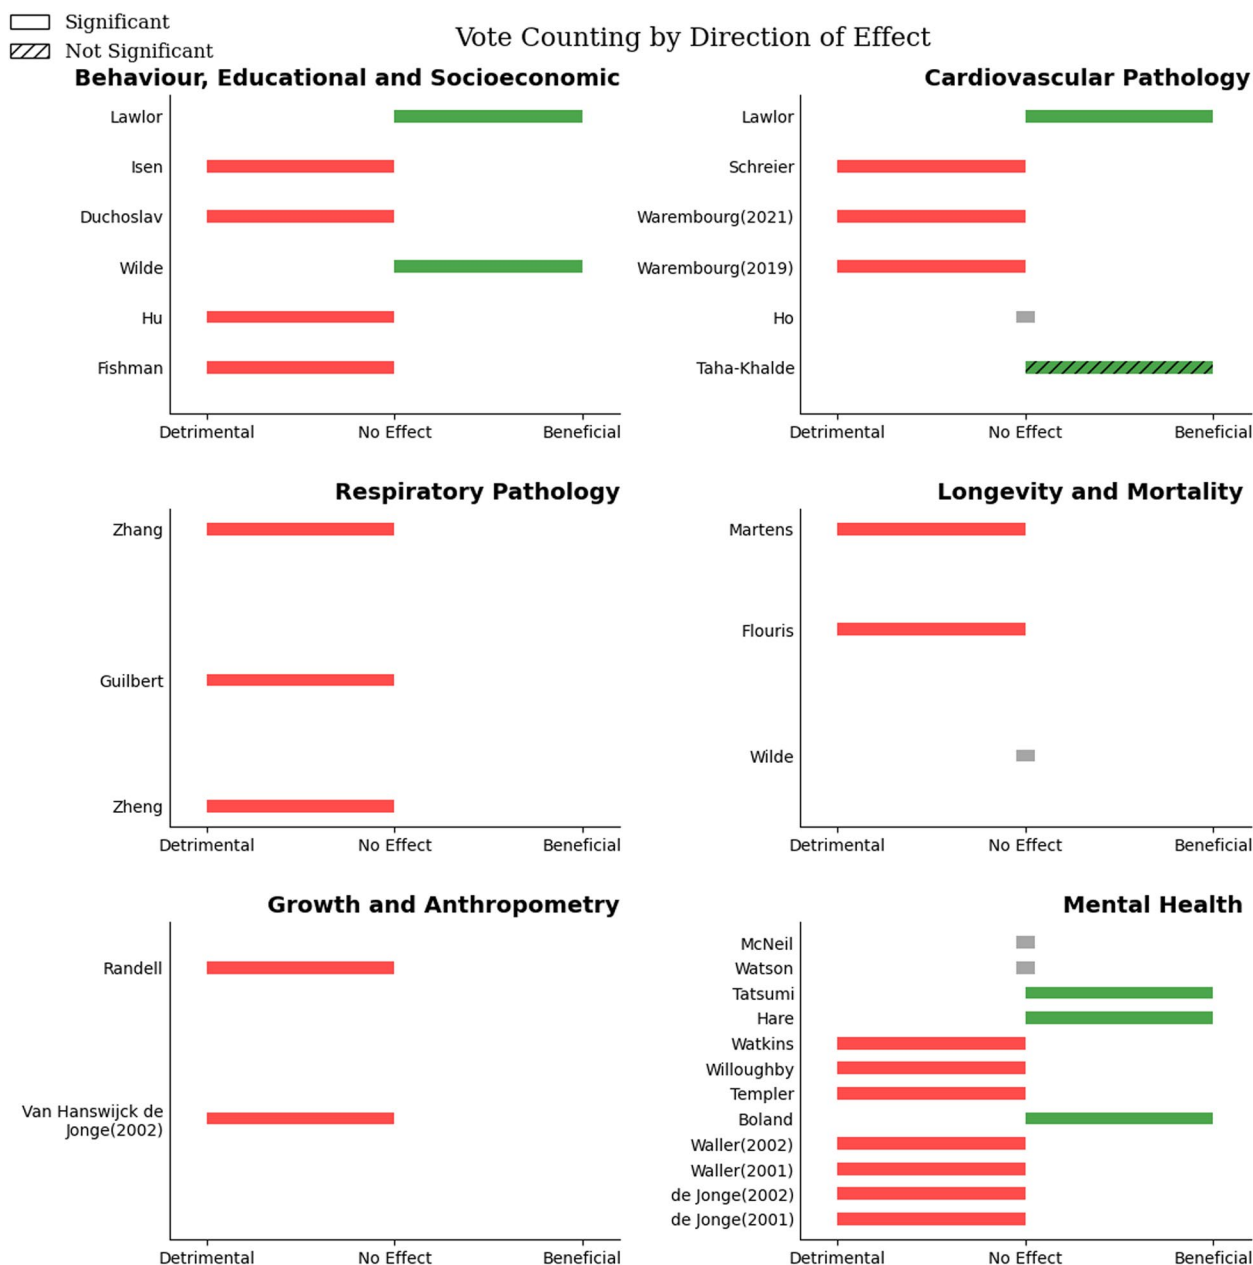 Significant
Not Significant
Vote Counting by Direction of Effect
Behaviour, Educational and Socioeconomic
Lawlor
Isen
Duchoslav
Wilde
Hu
Fishman
Detrimental No Effect Beneficial
Cardiovascular Pathology
Lawlor
Schreier
Warembourg(2021)
Warembourg(2019)
Ho
Taha-Khalde
Detrimental No Effect Beneficial
Respiratory Pathology
Zhang
Guilbert
Zheng
Detrimental No Effect Beneficial
Longevity and Mortality
Martens
Flouris
Wilde
Detrimental No Effect Beneficial
Growth and Anthropometry
Randell
Van Hanswijck de
Jonge(2002)
Detrimental No Effect Beneficial
Mental Health
McNeil
Watson
Tatsumi
Hare
Watkins
Willoughby
Templer
Boland
Waller(2002)
Waller(2001)
de Jonge(2002)
de Jonge(2001)
Detrimental No Effect Beneficial